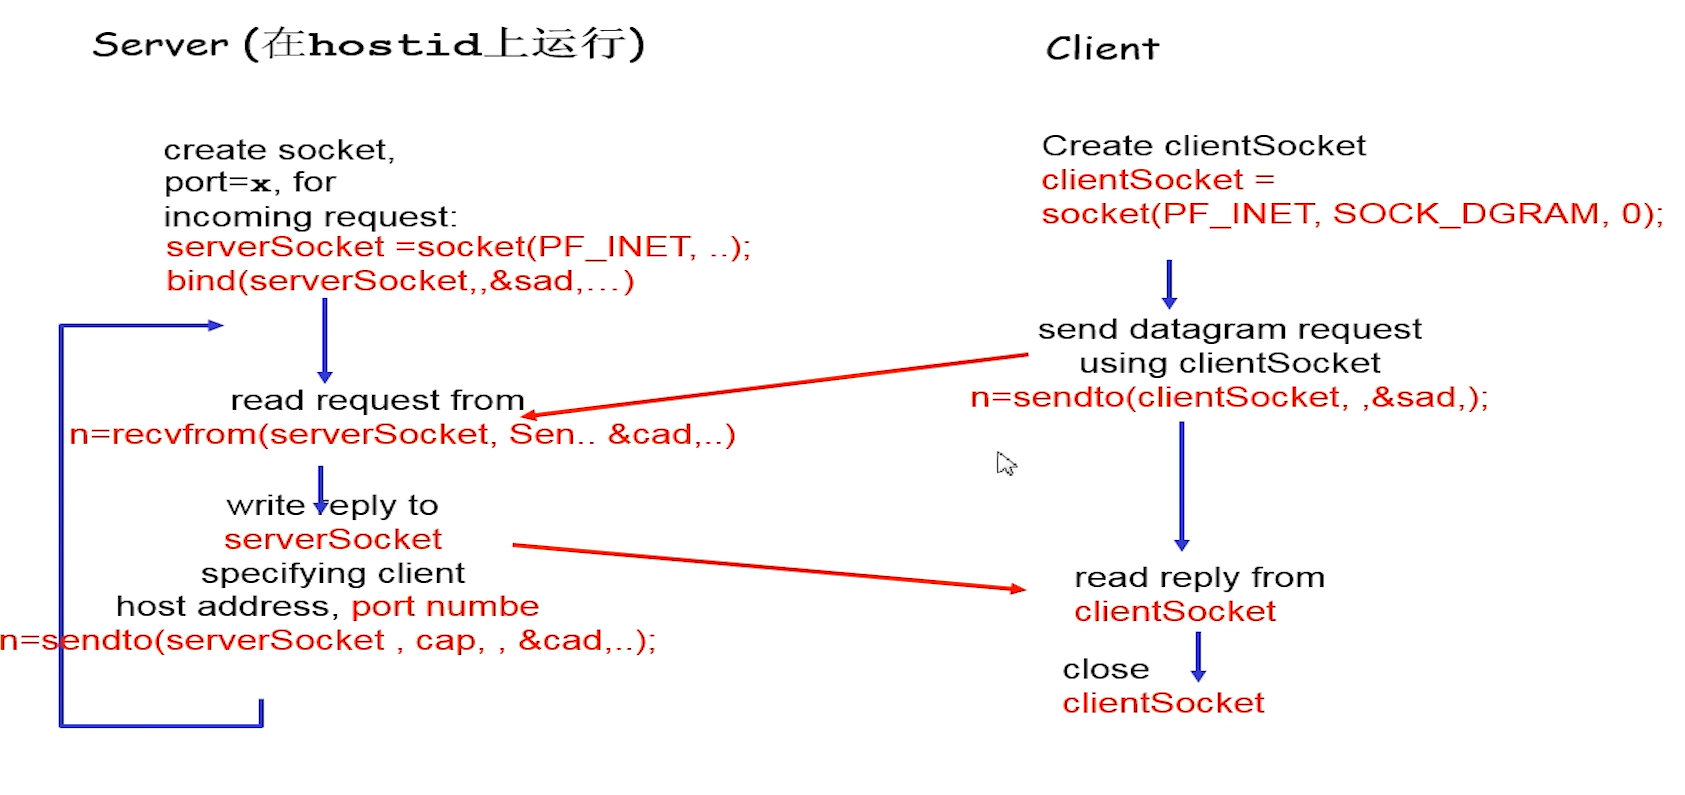 Server (在hostid上运行)
create socket,
port=x, for
incoming request:
serverSocket =socket(PF_INET, ..);
bind(serverSocket,,&sad,...)
read request from
n=recvfrom(serverSocket, Sen.. &cad,..)
write reply to
serverSocket
specifying client
host address, port numbe
n=sendto(serverSocket , cap, , &cad,..);
Client
Create clientSocket
clientSocket =
socket(PF_INET, SOCK_DGRAM, 0);
send datagram request
using clientSocket
n=sendto(clientSocket, ,&sad,);
read reply from
clientSocket
close
clientSocket